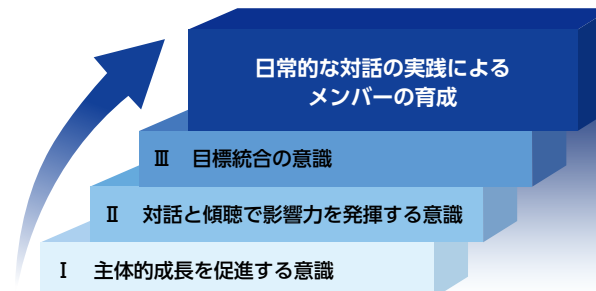 日常的な対話の実践による
メンバーの育成
Ⅲ 目標統合の意識
Ⅱ 対話と傾聴で影響力を発揮する意識
Ⅰ 主体的成長を促進する意識